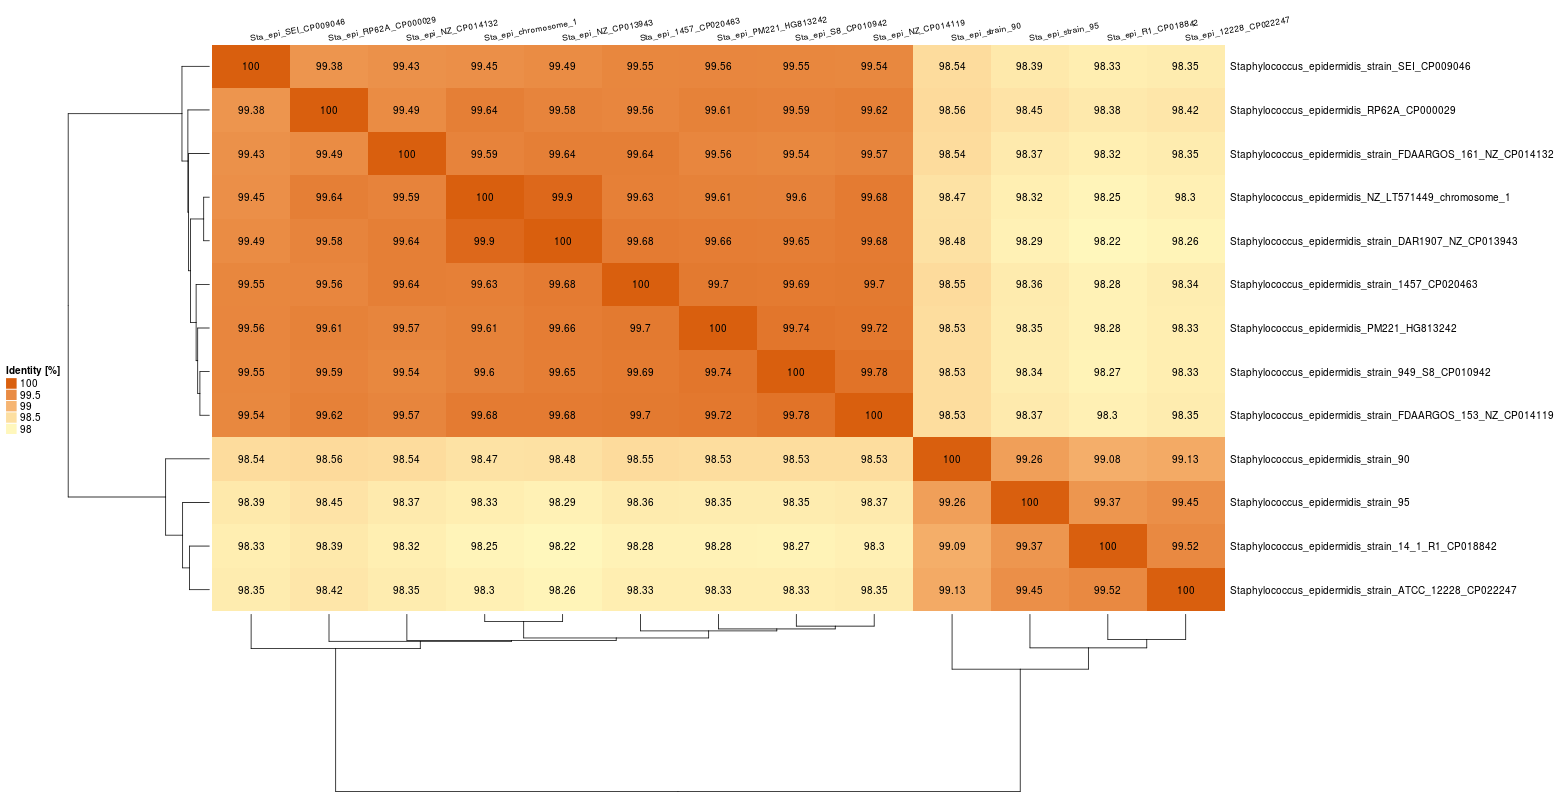 Sta_epi_SEI_CP009046 Sta_epi_RP62A_CP000029 Sta_epi_NZ_CP014132 Sta_epi_chromosome_1 Sta_epi_NZ_CP013943 Sta_epi_1457_CP020463 Sta_epi_PM221_HG813242 Sta_epi_S8_CP010942 Sta_epi_NZ_CP014119 Sta_epi_strain_90 Sta_epi_strain_95 Sta_epi_R1_CP018842 Sta_epi_12228_CP022247
100 99.38 99.43 99.45 99.49 99.55 99.56 99.55 99.54 98.54 98.39 98.33 98.35 Staphylococcus_epidermidis_strain_SEI_CP009046
99.38 100 99.49 99.64 99.58 99.56 99.61 99.59 99.62 98.56 98.45 98.38 98.42 Staphylococcus_epidermidis_RP62A_CP000029
99.43 99.49 100 99.59 99.64 99.64 99.56 99.54 99.57 98.54 98.37 98.32 98.35 Staphylococcus_epidermidis_strain_FDAARGOS_161_NZ_CP014132
99.45 99.64 99.59 100 99.9 99.63 99.61 99.6 99.68 98.47 98.32 98.25 98.3 Staphylococcus_epidermidis_NZ_LT571449_chromosome_1
99.49 99.58 99.64 99.9 100 99.68 99.66 99.65 99.68 98.48 98.29 98.22 98.26 Staphylococcus_epidermidis_strain_DAR1907_NZ_CP013943
99.55 99.56 99.64 99.63 99.68 100 99.7 99.69 99.7 98.55 98.36 98.28 98.34 Staphylococcus_epidermidis_strain_1457_CP020463
99.56 99.61 99.57 99.61 99.66 99.7 100 99.74 99.72 98.53 98.35 98.28 98.33 Staphylococcus_epidermidis_PM221_HG813242
99.55 99.59 99.54 99.6 99.65 99.69 99.74 100 99.78 98.53 98.34 98.27 98.33 Staphylococcus_epidermidis_strain_949_S8_CP010942
99.54 99.62 99.57 99.68 99.68 99.7 99.72 99.78 100 98.53 98.37 98.3 98.35 Staphylococcus_epidermidis_strain_FDAARGOS_153_NZ_CP014119
98.54 98.56 98.54 98.47 98.48 98.55 98.53 98.53 98.53 100 99.26 99.08 99.13 Staphylococcus_epidermidis_strain_90
98.39 98.45 98.37 98.33 98.29 98.36 98.35 98.35 98.37 99.26 100 99.37 99.45 Staphylococcus_epidermidis_strain_95
98.33 98.39 98.32 98.25 98.22 98.28 98.28 98.27 98.3 99.09 99.37 100 99.52 Staphylococcus_epidermidis_strain_14_1_R1_CP018842
98.35 98.42 98.35 98.3 98.26 98.33 98.33 98.33 98.35 99.13 99.45 99.52 100 Staphylococcus_epidermidis_strain_ATCC_12228_CP022247
Identity [%]
100
99.5
99
98.5
98